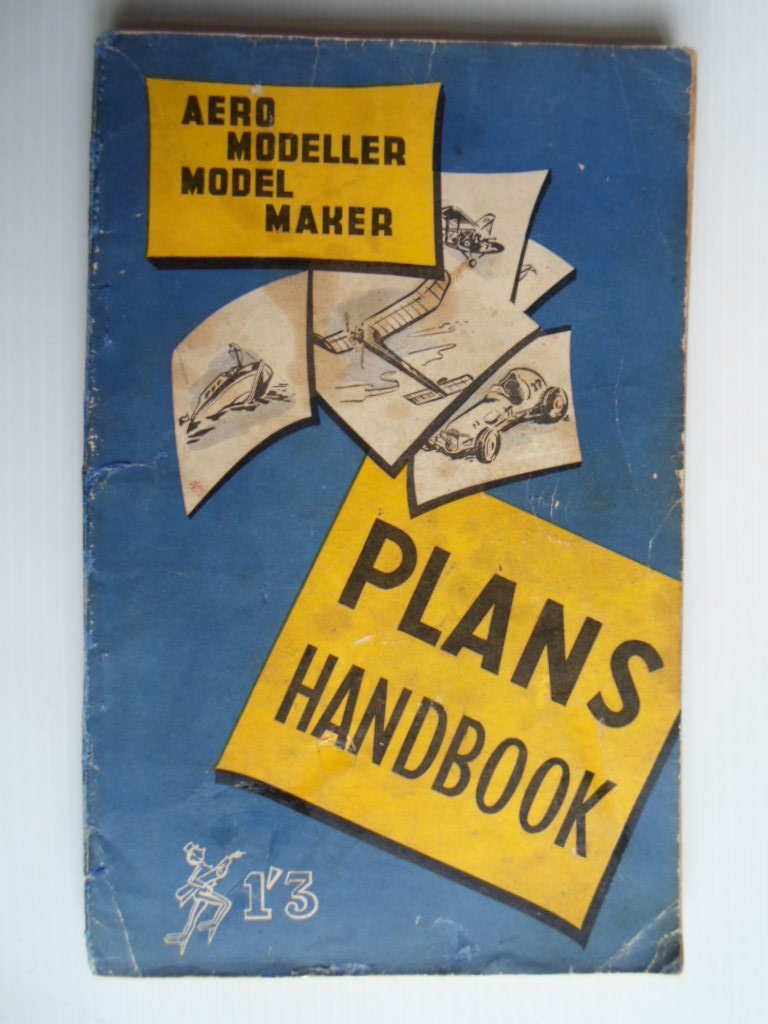 AERO
MODELLER
MODEL
MAKER
PLANS
HANDBOOK
1'3